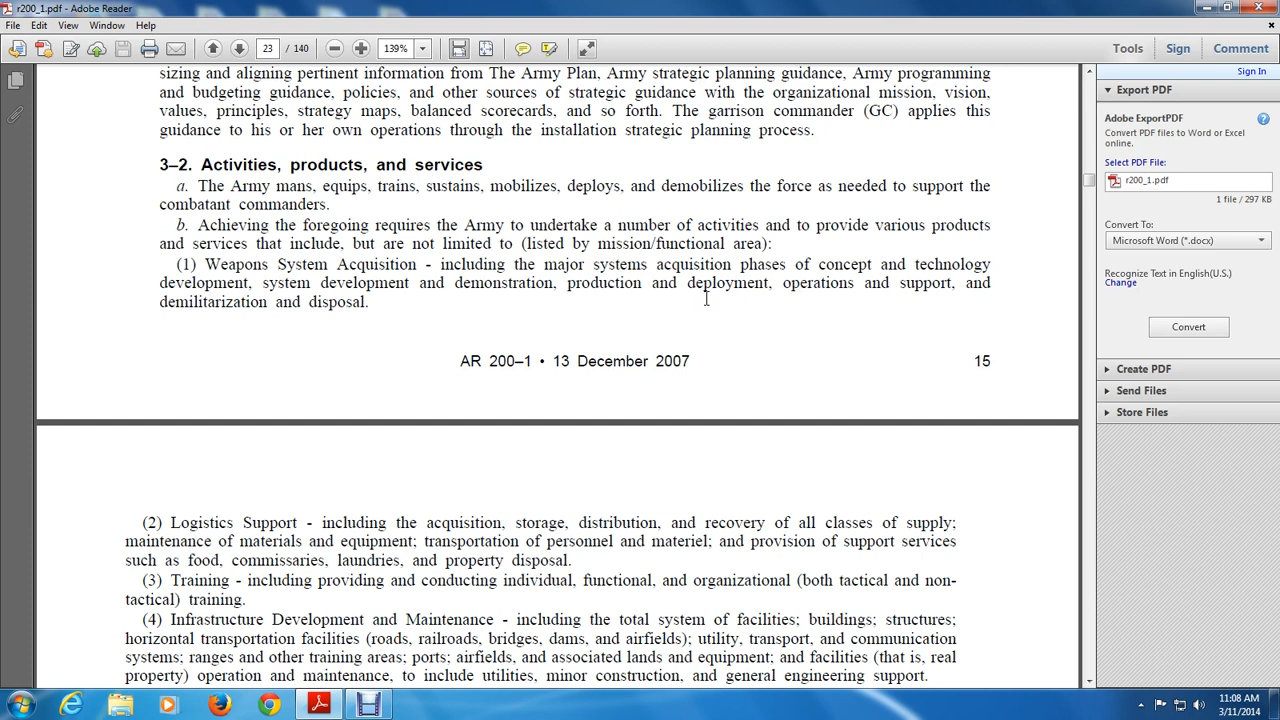 r200_1.pdf - Adobe Reader
File Edit View Window Help
23 / 140 139% Tools Sign Comment
Sign In
sizing and aligning pertinent information from The Army Plan, Army strategic planning guidance, Army programming
and budgeting guidance, policies, and other sources of strategic guidance with the organizational mission, vision,
values, principles, strategy maps, balanced scorecards, and so forth. The garrison commander (GC) applies this
guidance to his or her own operations through the installation strategic planning process.
3–2. Activities, products, and services
a. The Army mans, equips, trains, sustains, mobilizes, deploys, and demobilizes the force as needed to support the
combatant commanders.
b. Achieving the foregoing requires the Army to undertake a number of activities and to provide various products
and services that include, but are not limited to (listed by mission/functional area):
(1) Weapons System Acquisition - including the major systems acquisition phases of concept and technology
development, system development and demonstration, production and deployment, operations and support, and
demilitarization and disposal.
AR 200–1 • 13 December 2007 15
(2) Logistics Support - including the acquisition, storage, distribution, and recovery of all classes of supply;
maintenance of materials and equipment; transportation of personnel and materiel; and provision of support services
such as food, commissaries, laundries, and property disposal.
(3) Training - including providing and conducting individual, functional, and organizational (both tactical and non-
tactical) training.
(4) Infrastructure Development and Maintenance - including the total system of facilities; buildings; structures;
horizontal transportation facilities (roads, railroads, bridges, dams, and airfields); utility, transport, and communication
systems; ranges and other training areas; ports; airfields, and associated lands and equipment; and facilities (that is, real
property) operation and maintenance, to include utilities, minor construction, and general engineering support.
Export PDF
Adobe ExportPDF
Convert PDF files to Word or Excel
online.
Select PDF File:
r200_1.pdf
1 file / 297 KB
Convert To:
Microsoft Word (*.docx)
Recognize Text in English(U.S.)
Change
Convert
Create PDF
Send Files
Store Files
11:08 AM
3/11/2014